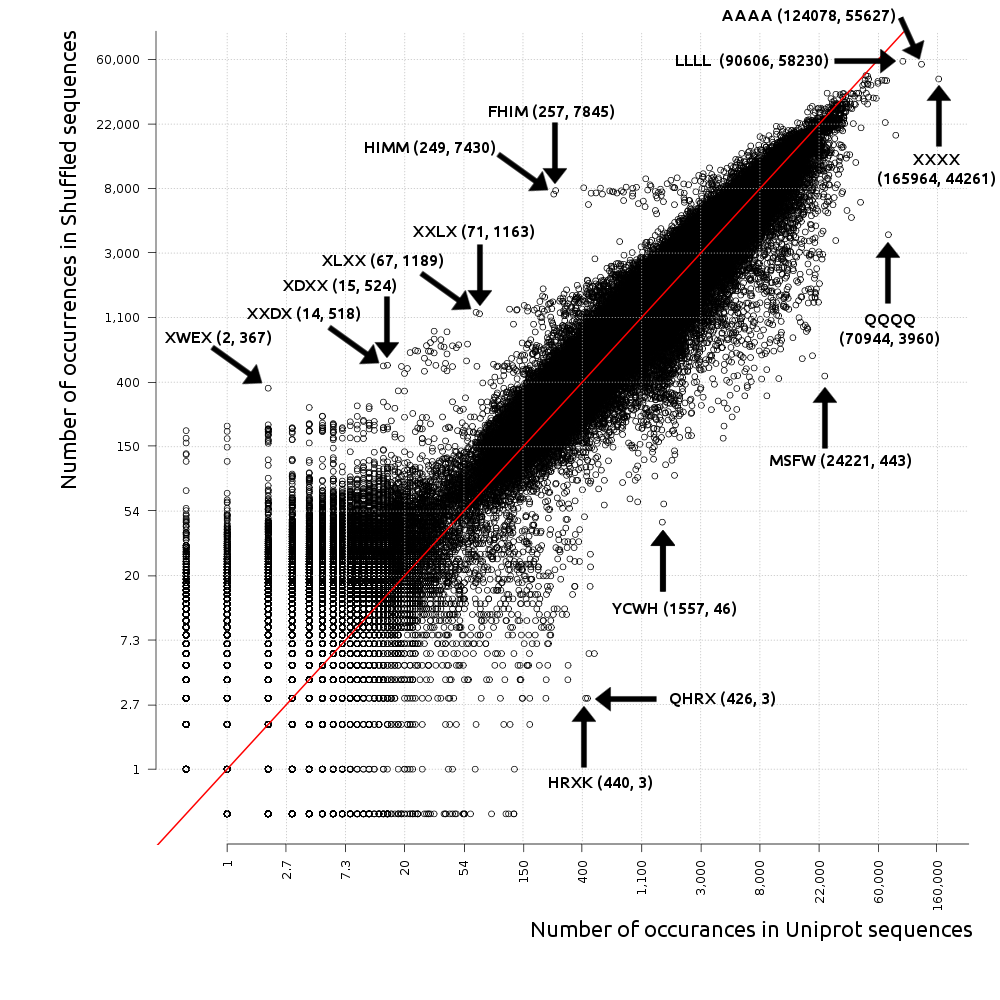 AAAA (124078, 55627)
LLLL (90606, 58230)
FHIM (257, 7845)
HIMM (249, 7430)
XXXX
(165964, 44261)
XXLX (71, 1163)
XLXX (67, 1189)
XDXX (15, 524)
XXDX (14, 518)
XWEX (2, 367)
QQQQ
(70944, 3960)
MSFW (24221, 443)
YCWH (1557, 46)
QHRX (426, 3)
HRXK (440, 3)
Number of occurrences in Shuffled sequences
60,000
22,000
8,000
3,000
1,100
400
150
54
20
7.3
2.7
1
1
2.7
7.3
20
54
150
400
1,100
3,000
8,000
22,000
60,000
160,000
Number of occurances in Uniprot sequences